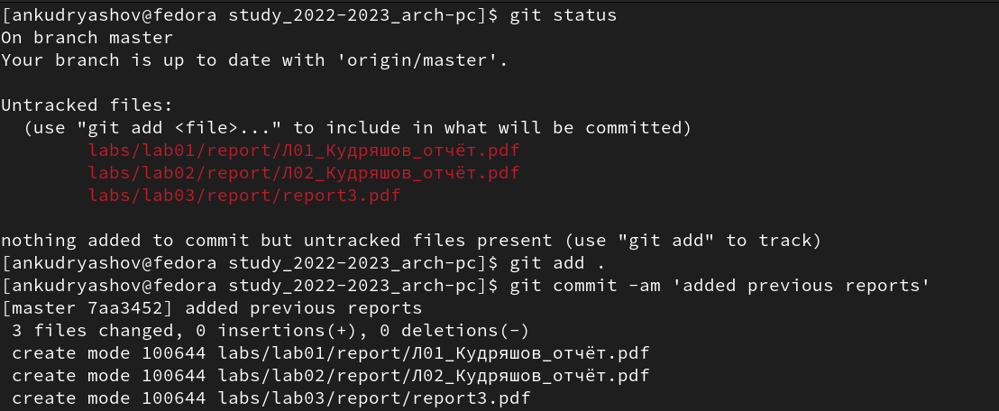 [ankudryashov@fedora study_2022-2023_arch-pc]$ git status
On branch master
Your branch is up to date with 'origin/master'.

Untracked files:
  (use "git add <file>..." to include in what will be committed)
        labs/lab01/report/Л01_Кудряшов_отчёт.pdf
        labs/lab02/report/Л02_Кудряшов_отчёт.pdf
        labs/lab03/report/report3.pdf

nothing added to commit but untracked files present (use "git add" to track)
[ankudryashov@fedora study_2022-2023_arch-pc]$ git add .
[ankudryashov@fedora study_2022-2023_arch-pc]$ git commit -am 'added previous reports'
[master 7aa3452] added previous reports
 3 files changed, 0 insertions(+), 0 deletions(-)
 create mode 100644 labs/lab01/report/Л01_Кудряшов_отчёт.pdf
 create mode 100644 labs/lab02/report/Л02_Кудряшов_отчёт.pdf
 create mode 100644 labs/lab03/report/report3.pdf